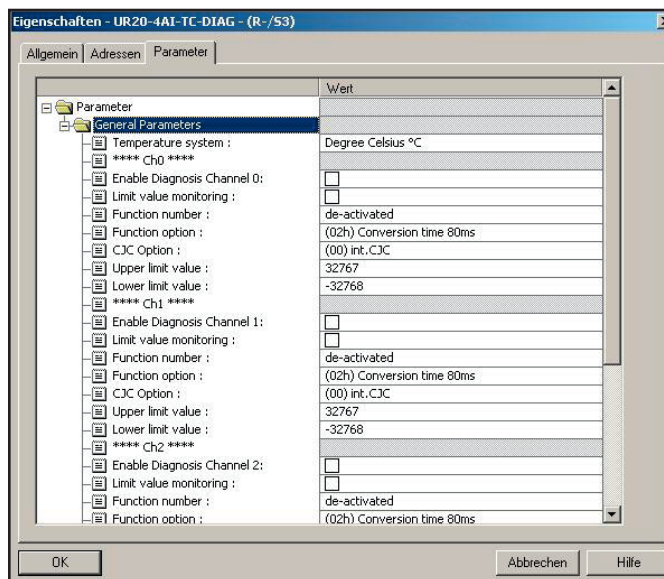 Eigenschaften - UR20-4AI-TC-DIAG - (R-/S3)
Allgemein Adressen Parameter
Wert
Parameter
General Parameters
Temperature system : Degree Celsius °C
**** Ch0 ****
Enable Diagnosis Channel 0:
Limit value monitoring :
Function number : de-activated
Function option : (02h) Conversion time 80ms
CJC Option : (00) int.CJC
Upper limit value : 32767
Lower limit value : -32768
**** Ch1 ****
Enable Diagnosis Channel 1:
Limit value monitoring :
Function number : de-activated
Function option : (02h) Conversion time 80ms
CJC Option : (00) int.CJC
Upper limit value : 32767
Lower limit value : -32768
**** Ch2 ****
Enable Diagnosis Channel 2:
Limit value monitoring :
Function number : de-activated
Function option : (02h) Conversion time 80ms
OK Abbrechen Hilfe